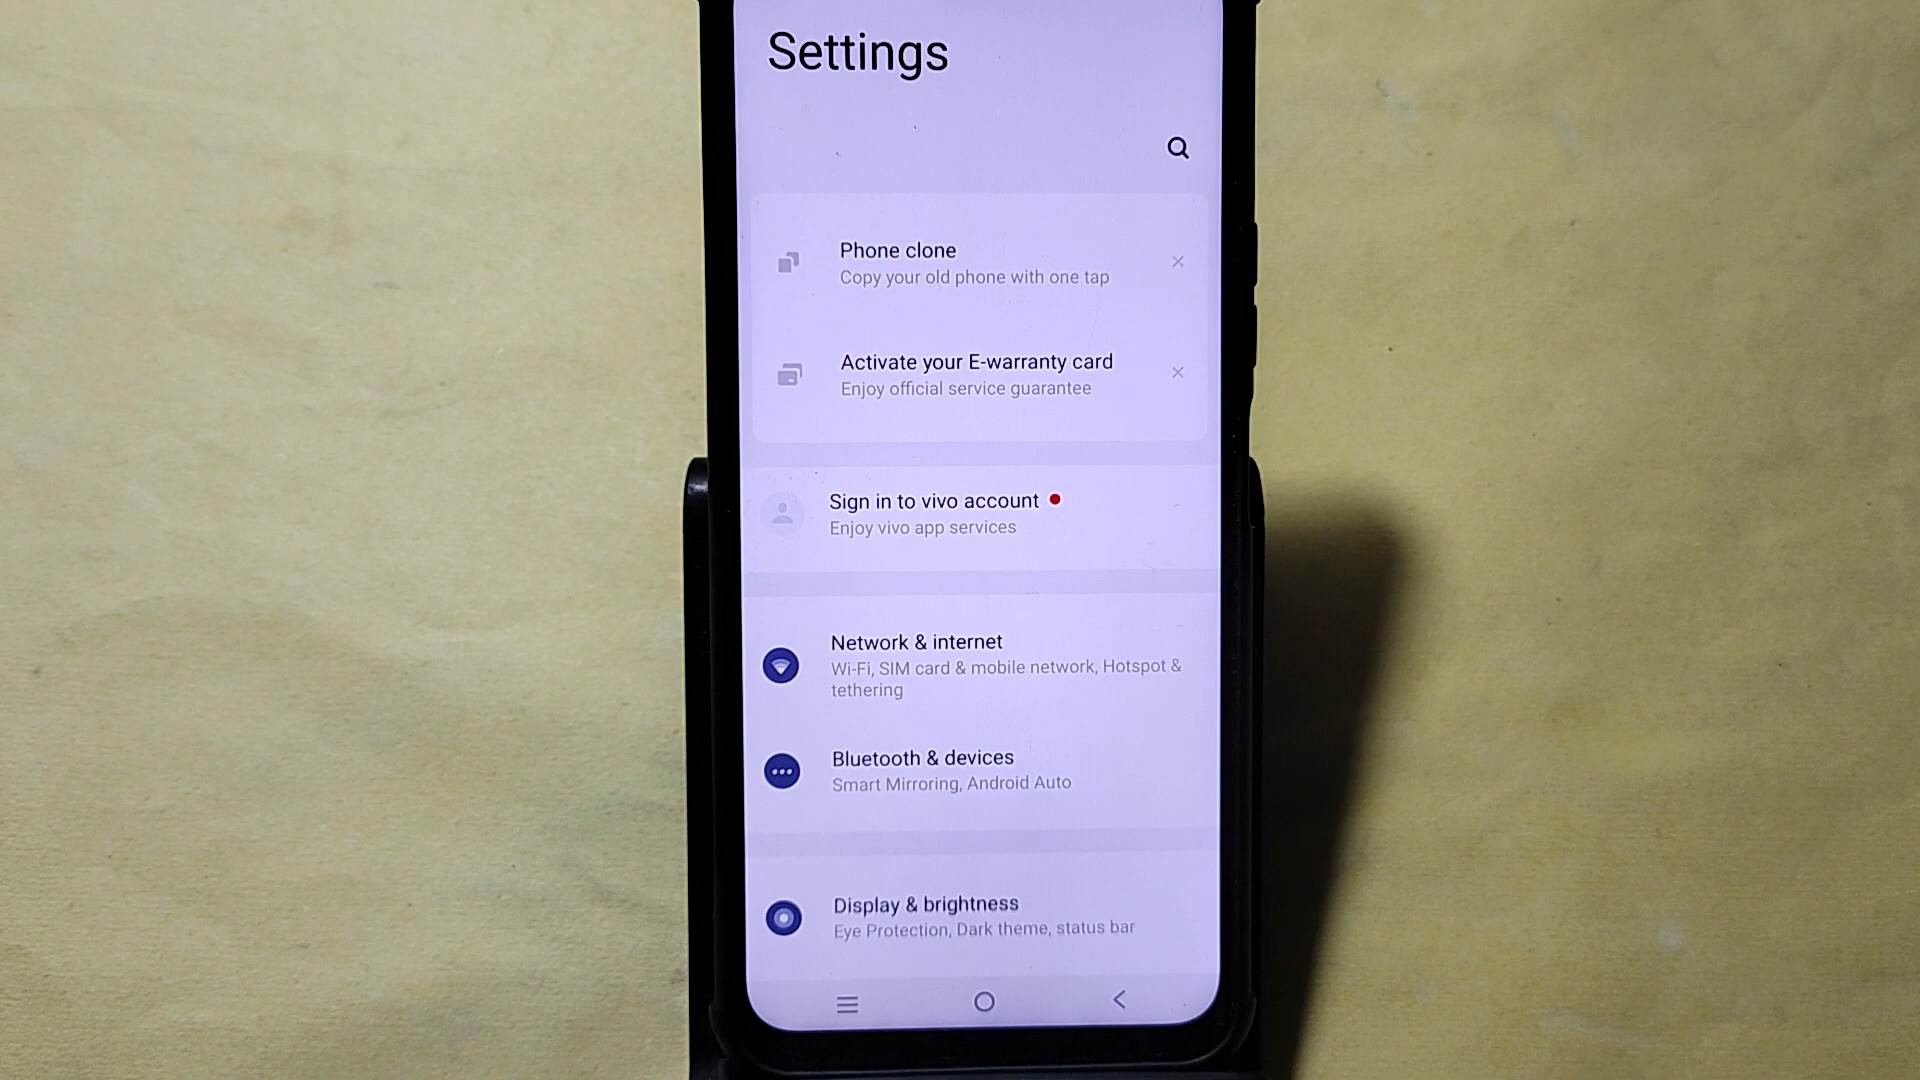 Settings
Phone clone
Copy your old phone with one tap
Activate your E-warranty card
Enjoy official service guarantee
Sign in to vivo account
Enjoy vivo app services
Network & internet
Wi-Fi, SIM card & mobile network, Hotspot &
tethering
Bluetooth & devices
Smart Mirroring, Android Auto
Display & brightness
Eye Protection, Dark theme, status bar